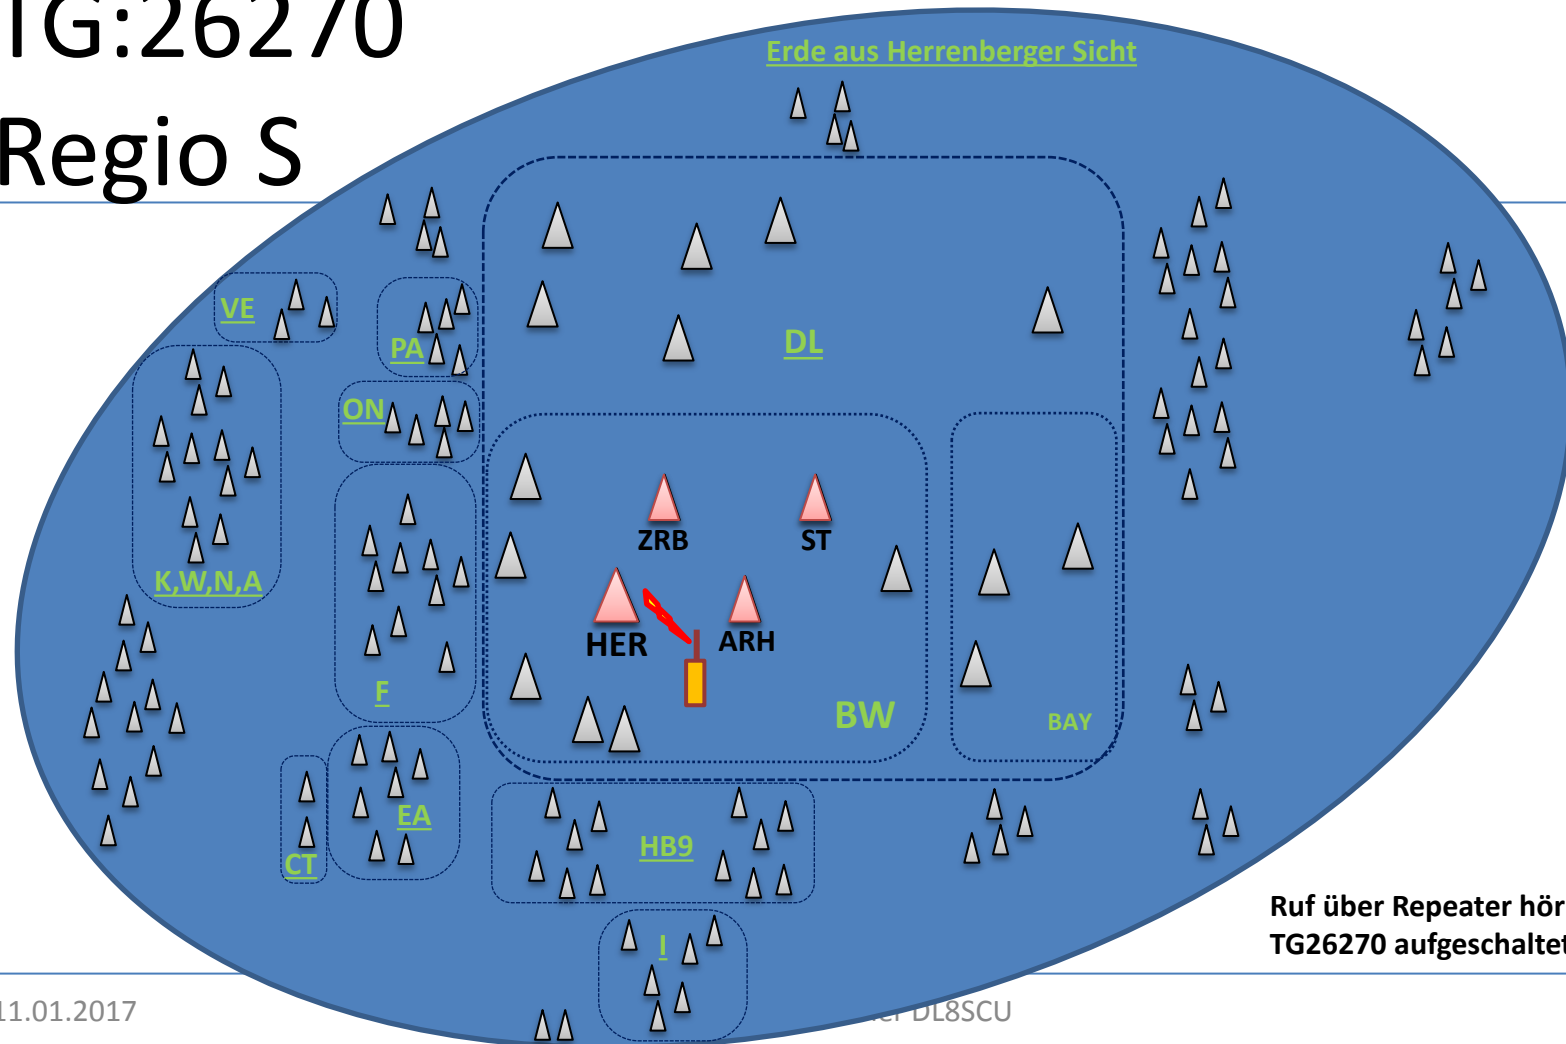 TG:26270
Regio S
Erde aus Herrenberger Sicht
VE
PA
DL
ON
ZRB
ST
K,W,N,A
HER
ARH
F
BW
BAY
EA
HB9
CT
Ruf über Repeater hör
TG26270 aufgeschaltet
I
11.01.2017
DL8SCU